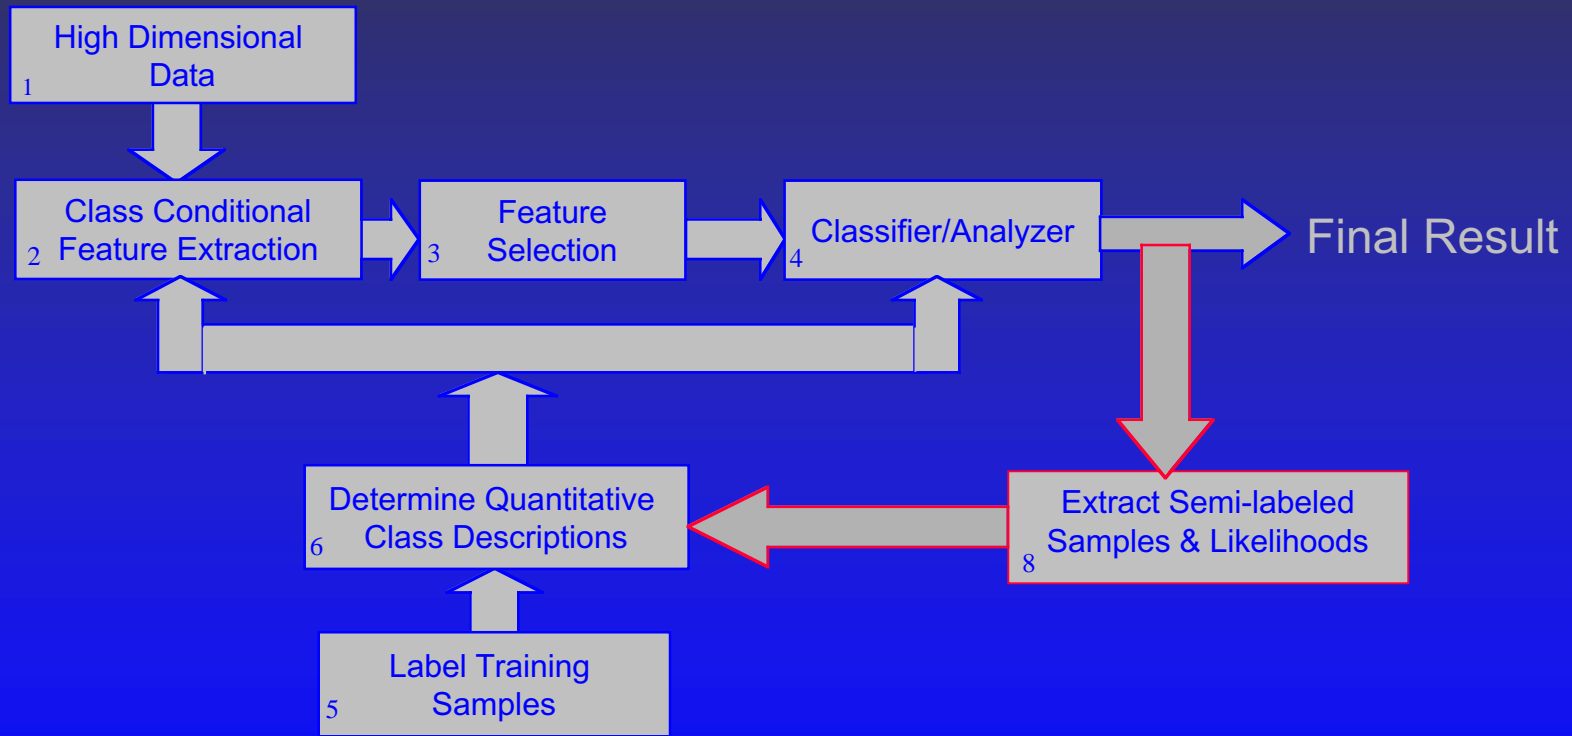 High Dimensional
Data
1
Class Conditional
Feature Extraction
2
Feature
Selection
3
Classifier/Analyzer
4
Final Result
Determine Quantitative
Class Descriptions
6
Extract Semi-labeled
Samples & Likelihoods
8
Label Training
Samples
5